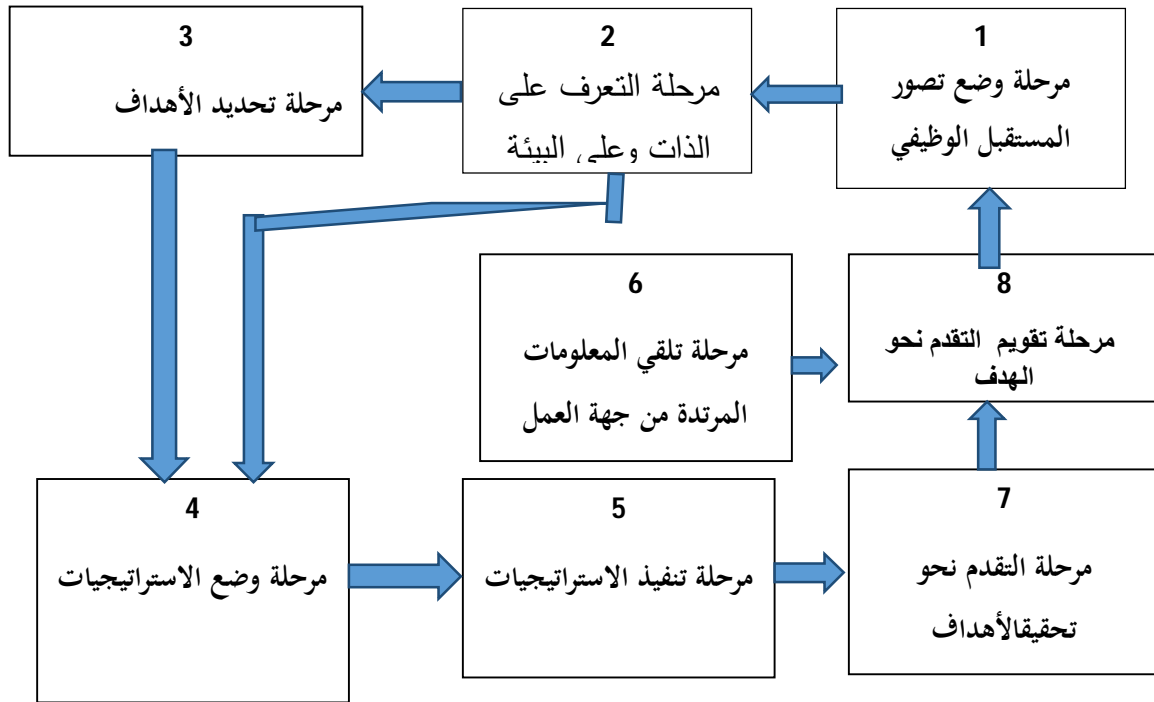 1
مرحلة وضع تصور
المستقبل الوظيفي
2
مرحلة التعرف على
الذات وعلى البيئة
3
مرحلة تحديد الأهداف
6
مرحلة تلقي المعلومات
المرتدة من جهة العمل
8
مرحلة تقويم التقدم نحو
الهدف
4
مرحلة وضع الاستراتيجيات
5
مرحلة تنفيذ الاستراتيجيات
7
مرحلة التقدم نحو
تحقيقالأهداف